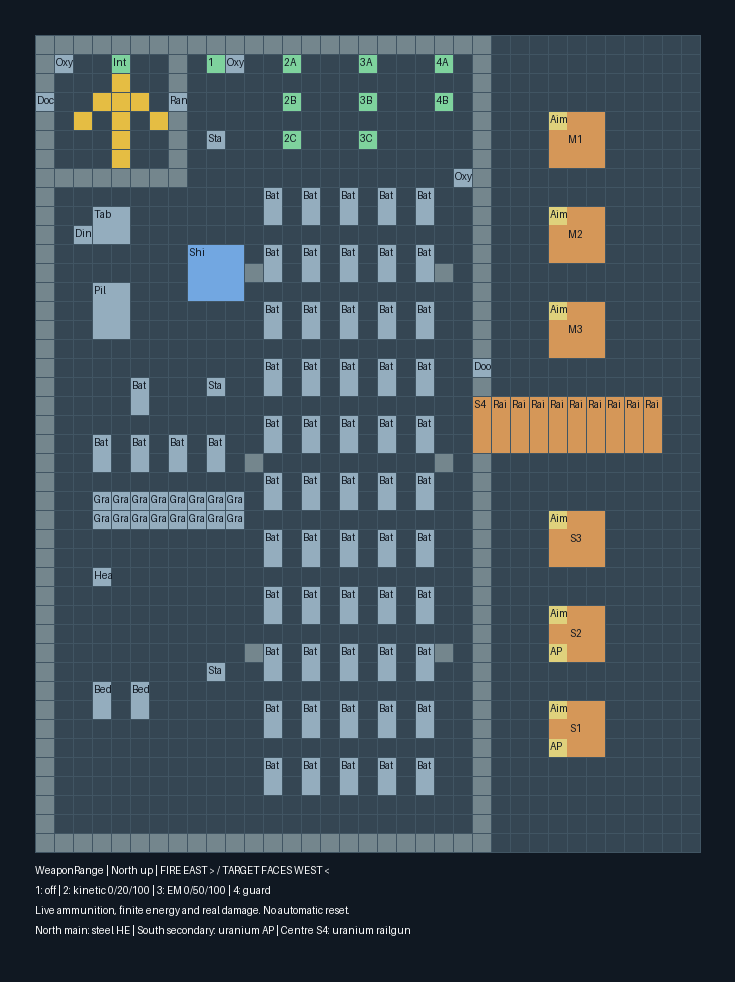 Oxy Int 1 Oxy 2A 3A 4A
Doc Ran 2B 3B 4B
Aim
M1
Sta 2C 3C
Oxy
Bat Bat Bat Bat Bat
Tab Aim
Din M2
Shi Bat Bat Bat Bat Bat
Pil
Bat Bat Bat Bat Bat Aim
M3
Bat Bat Bat Bat Bat Doo
Bat Sta
S4 Rai Rai Rai Rai Rai Rai Rai Rai Rai
Bat Bat Bat Bat Bat
Bat Bat Bat Bat
Bat Bat Bat Bat Bat
Gra Gra Gra Gra Gra Gra Gra Gra
Gra Gra Gra Gra Gra Gra Gra Gra Aim
Bat Bat Bat Bat Bat S3
Hea
Bat Bat Bat Bat Bat
Aim
S2
Bat Bat Bat Bat Bat AP
Sta
Bed Bed
Bat Bat Bat Bat Bat Aim
S1
AP
Bat Bat Bat Bat Bat
WeaponRange | North up | FIRE EAST > / TARGET FACES WEST <
1: off | 2: kinetic 0/20/100 | 3: EM 0/50/100 | 4: guard
Live ammunition, finite energy and real damage. No automatic reset.
North main: steel HE | South secondary: uranium AP | Centre S4: uranium railgun